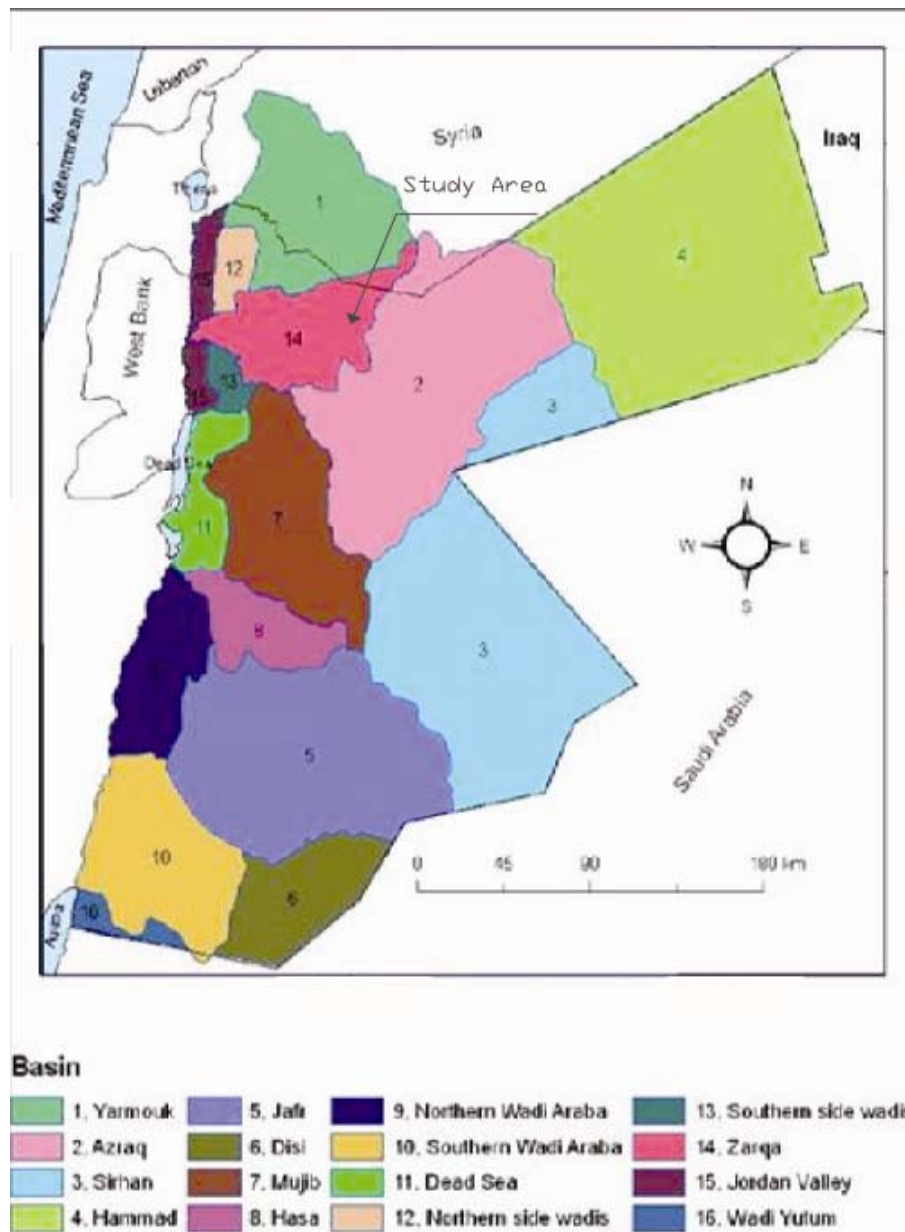 Mediterranean Sea
Lebanon
Syria
Iraq
Study Area
1
4
12
15
West Bank
14
2
13
3
15
Dead Sea
7
11
N
W
E
S
8
3
5
Saudi Arabia
10
0 45 90 180 km
6
16
Aqaba
Basin
1, Yarmouk
2, Azraq
3, Sirhan
4, Hammad
5, Jafr
6, Disi
7, Mujib
8, Hasa
9, Northern Wadi Araba
10, Southern Wadi Araba
11, Dead Sea
12, Northern side wadis
13, Southern side wadis
14, Zarqa
15, Jordan Valley
16, Wadi Yutum